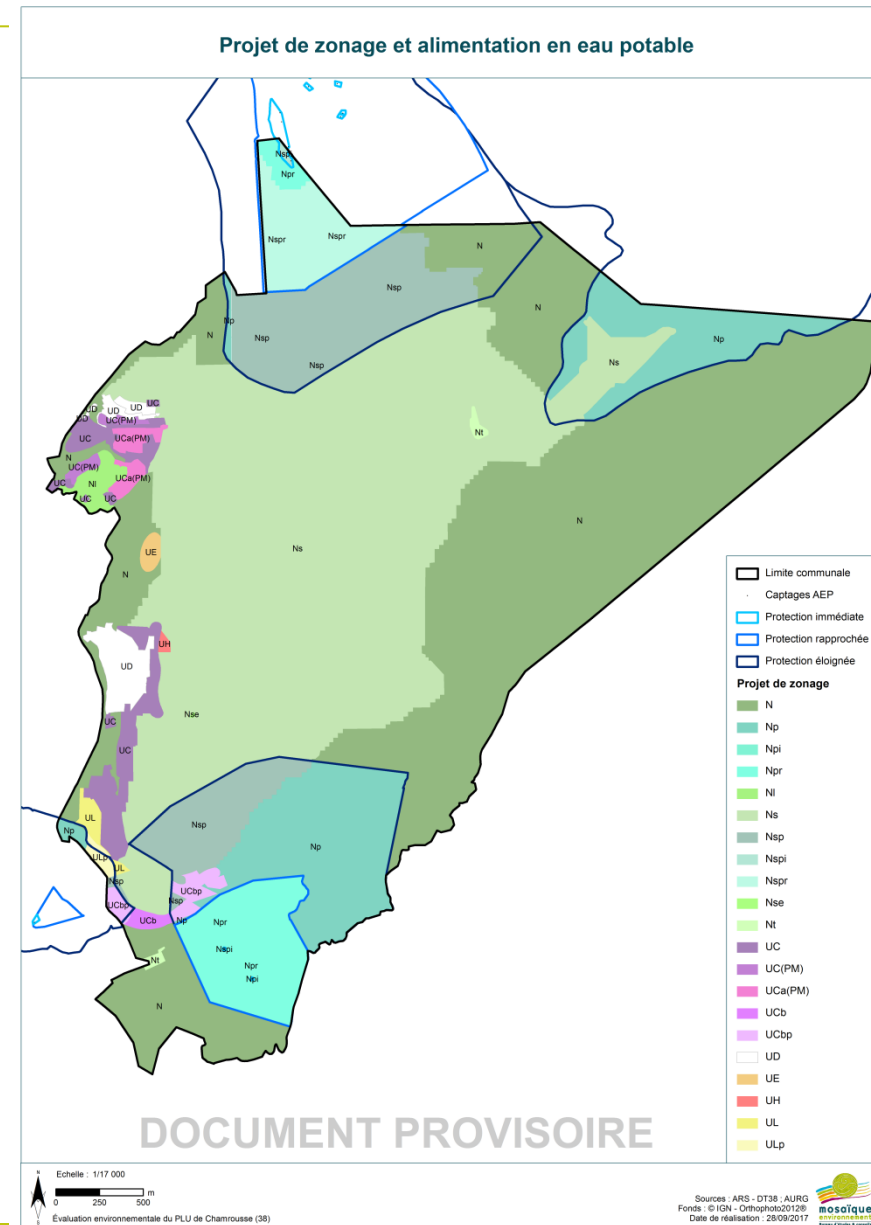 Projet de zonage et alimentation en eau potable
Nsp
Npr
Nspr
Nspr
N
Nsp
N
N
Np
Nsp
Nsp
Np
Ns
UC
UD
UD
UD
UD
UC(PM)
UC
UCa(PM)
Nt
N
UC(PM)
UCa(PM)
Nl
UC
UC
UC
N
UE
Ns
N
UH
UD
Nse
UC
UC
UL
Nsp
Np
Np
ULp
UL
Nsp
UCbp
UCbp
Nsp
UCb
Np
Npr
Nspi
Nt
Npr
Npi
N
Limite communale
Captages AEP
Protection immédiate
Protection rapprochée
Protection éloignée
Projet de zonage
N
Np
Npi
Npr
Nl
Ns
Nsp
Nspi
Nspr
Nse
Nt
UC
UC(PM)
UCa(PM)
UCb
UCbp
UD
UE
UH
UL
ULp
DOCUMENT PROVISOIRE
N
S
Echelle : 1/17 000
m
0 250 500
Évaluation environnementale du PLU de Chamrousse (38)
Sources : ARS - DT38 ; AURG
Fonds : © IGN - Orthophoto2012®
Date de réalisation : 28/09/2017
mosaïque
environnement